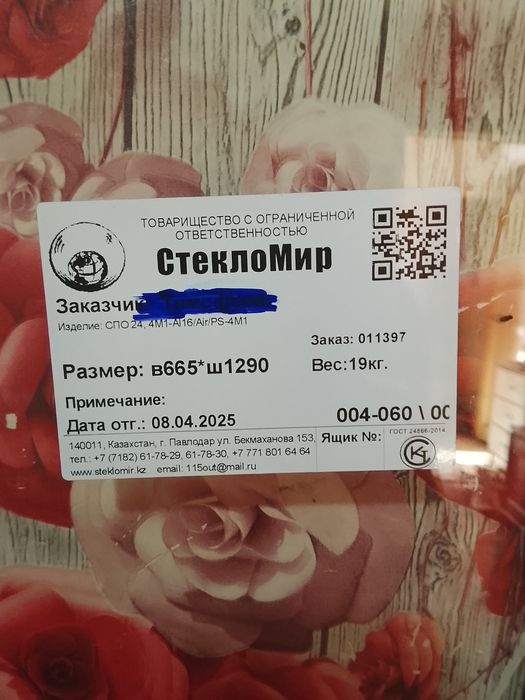 ТОВАРИЩЕСТВО С ОГРАНИЧЕННОЙ
ОТВЕТСТВЕННОСТЬЮ
СтеклоМир
Заказчик
Изделие: СПО 24, 4М1-Al16/Air/PS-4М1
Заказ: 011397
Размер: в665*ш1290
Вес:19кг.
Примечание:
Дата отг.: 08.04.2025
004-060 \ 00
140011, Казахстан, г. Павлодар ул. Бекмаханова 153,
тел.: +7 (7182) 61-78-29, 61-78-30, +7 771 801 64 64
www.steklomir.kz email: 115out@mail.ru
Ящик №:
ГОСТ 24866-2014